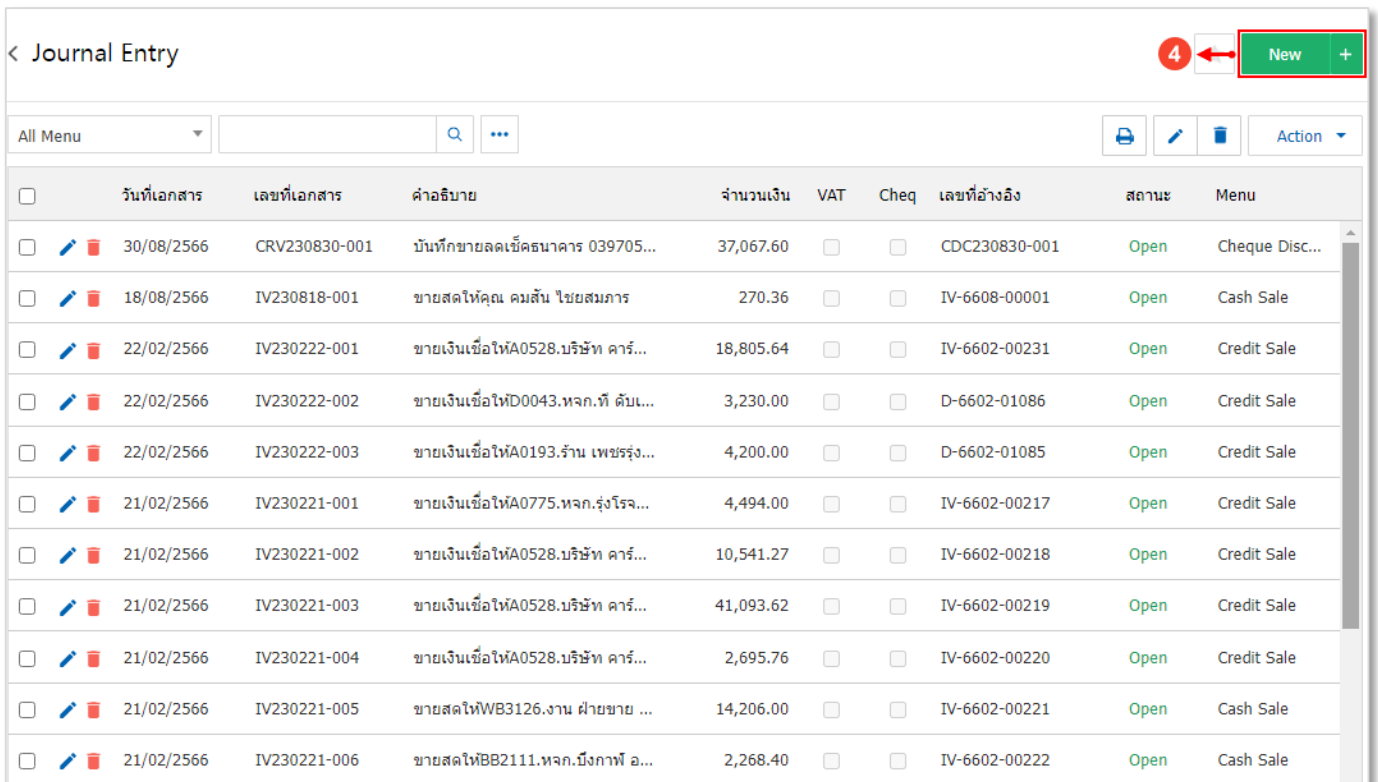 Journal Entry
4
New +
All Menu
Action
วันที่เอกสาร เลขที่เอกสาร คำอธิบาย จำนวนเงิน VAT Cheq เลขที่อ้างอิง สถานะ Menu
30/08/2566 CRV230830-001 บันทึกขายลดเช็คธนาคาร 039705... 37,067.60 CDC230830-001 Open Cheque Disc...
18/08/2566 IV230818-001 ขายสดให้คุณ คมสัน ไชยสมภาร 270.36 IV-6608-00001 Open Cash Sale
22/02/2566 IV230222-001 ขายเงินเชื่อให้A0528.บริษัท คาร์... 18,805.64 IV-6602-00231 Open Credit Sale
22/02/2566 IV230222-002 ขายเงินเชื่อให้D0043.หจก.ที ดับเ... 3,230.00 D-6602-01086 Open Credit Sale
22/02/2566 IV230222-003 ขายเงินเชื่อให้A0193.ร้าน เพชรรุ่ง... 4,200.00 D-6602-01085 Open Credit Sale
21/02/2566 IV230221-001 ขายเงินเชื่อให้A0775.หจก.รุ่งโรจ... 4,494.00 IV-6602-00217 Open Credit Sale
21/02/2566 IV230221-002 ขายเงินเชื่อให้A0528.บริษัท คาร์... 10,541.27 IV-6602-00218 Open Credit Sale
21/02/2566 IV230221-003 ขายเงินเชื่อให้A0528.บริษัท คาร์... 41,093.62 IV-6602-00219 Open Credit Sale
21/02/2566 IV230221-004 ขายเงินเชื่อให้A0528.บริษัท คาร์... 2,695.76 IV-6602-00220 Open Credit Sale
21/02/2566 IV230221-005 ขายสดให้WB3126.งาน ฝ่ายขาย ... 14,206.00 IV-6602-00221 Open Cash Sale
21/02/2566 IV230221-006 ขายสดให้BB2111.หจก.บึงกาฬ อ... 2,268.40 IV-6602-00222 Open Cash Sale